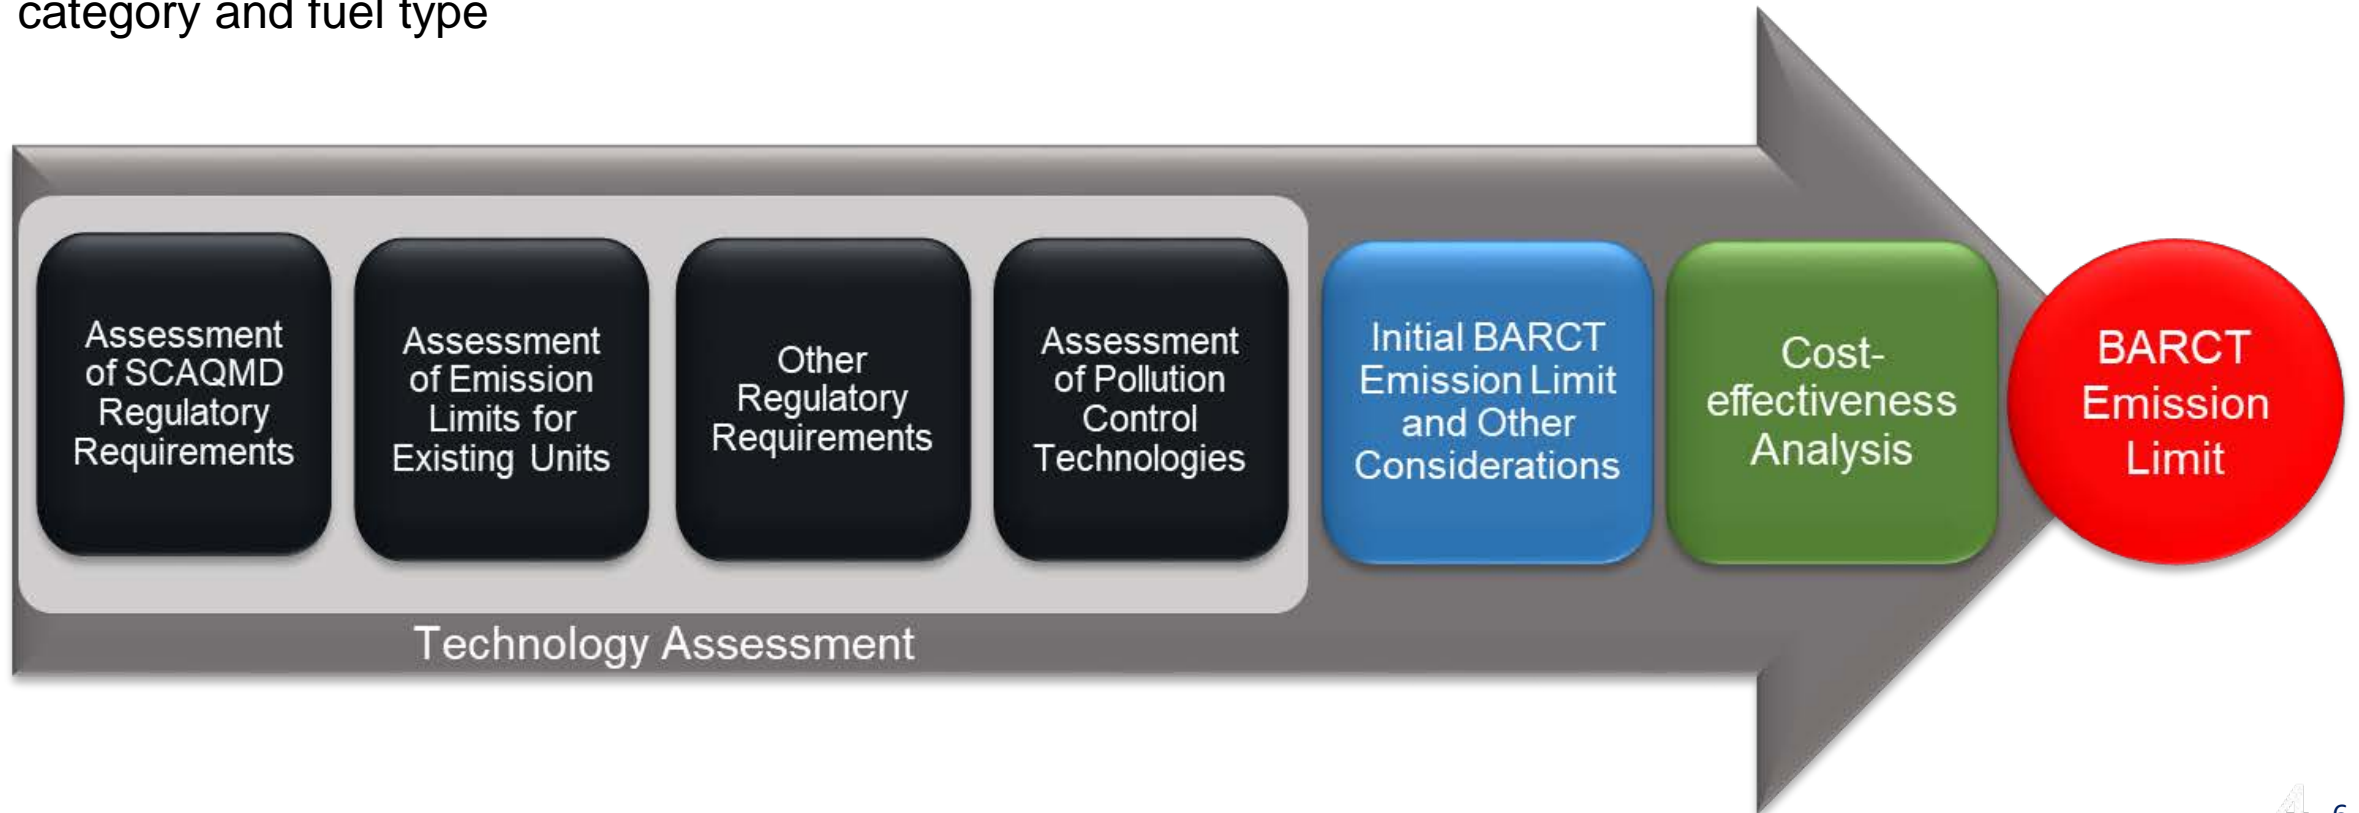 category and fuel type
Assessment
of SCAQMD
Regulatory
Requirements
Assessment
of Emission
Limits for
Existing Units
Other
Regulatory
Requirements
Assessment
of Pollution
Control
Technologies
Initial BARCT
Emission Limit
and Other
Considerations
Cost-
effectiveness
Analysis
BARCT
Emission
Limit
Technology Assessment